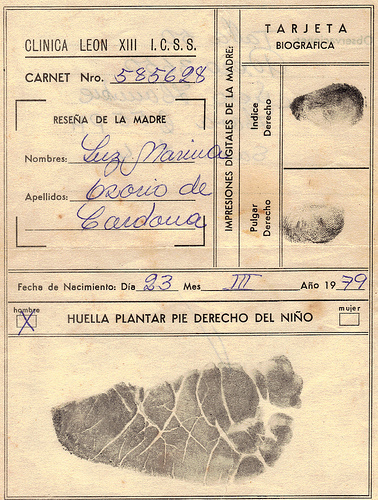 CLINICA LEON XIII I.C.S.S.
CARNET Nro. 585628
RESEÑA DE LA MADRE
Nombres: Luz Marina
Apellidos: Osorio de
Cardona
IMPRESIONES DIGITALES DE LA MADRE:
TARJETA
BIOGRAFICA
Indice
Derecho
Pulgar
Derecho
Fecha de Nacimiento: Día 23 Mes III Año 1979
hombre X
HUELLA PLANTAR PIE DERECHO DEL NIÑO
mujer